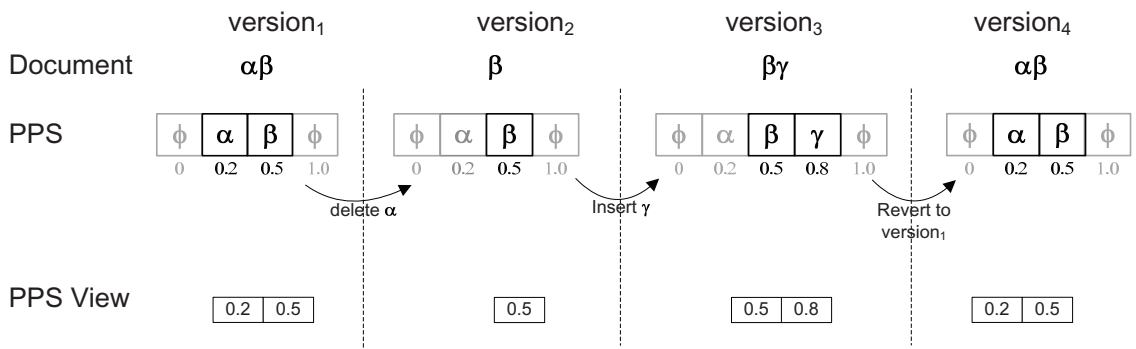 version₁ version₂ version₃ version₄
Document αβ β βγ αβ
PPS ϕ α β ϕ ϕ α β ϕ ϕ α β γ ϕ ϕ α β ϕ
0 0.2 0.5 1.0 0 0.2 0.5 1.0 0 0.2 0.5 0.8 1.0 0 0.2 0.5 1.0
delete α Insert γ Revert to
version₁
PPS View 0.2 0.5 0.5 0.5 0.8 0.2 0.5